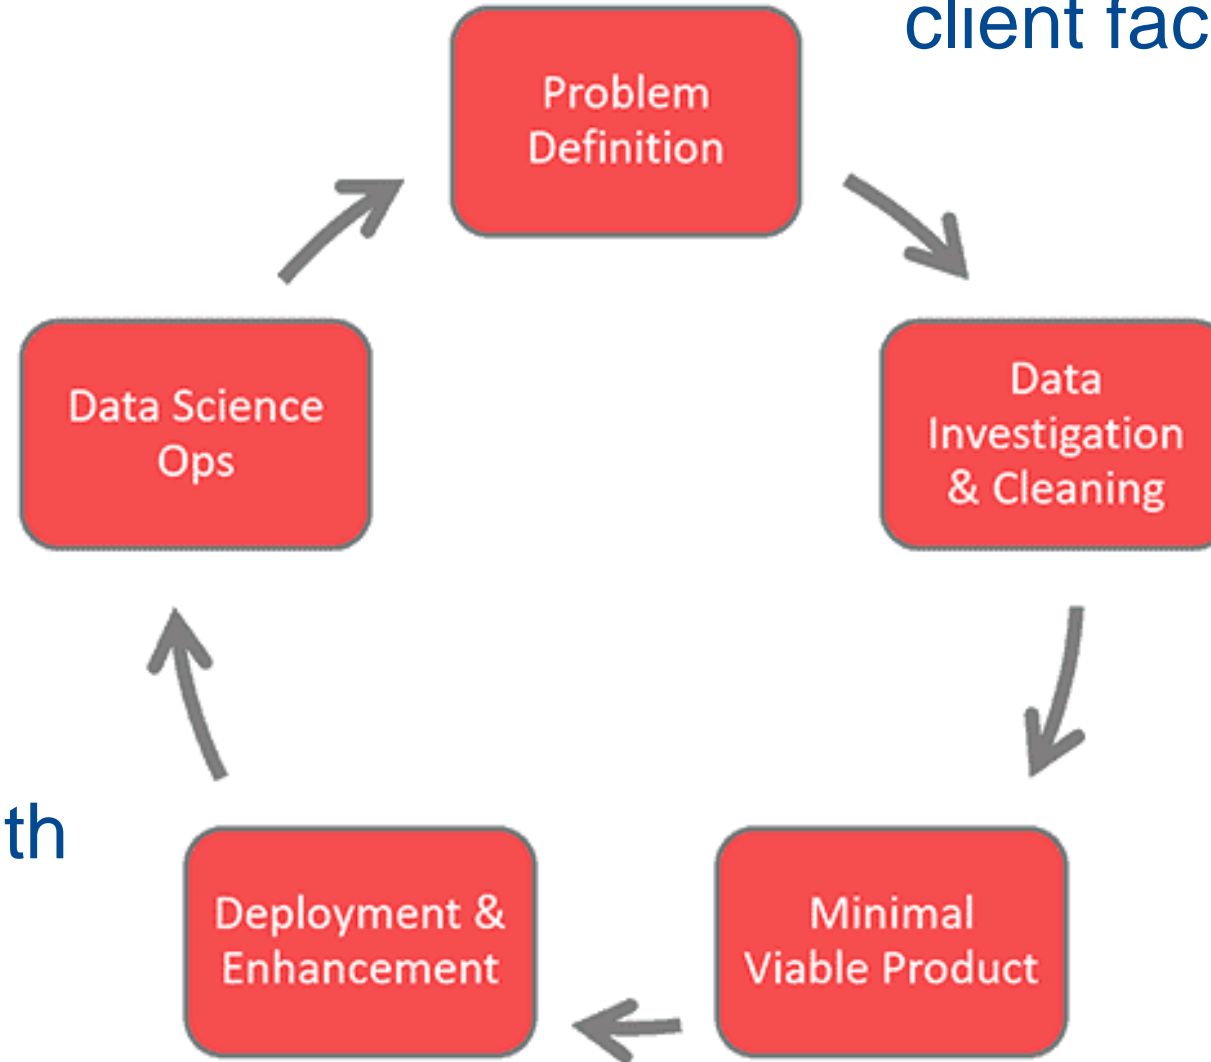 client fac
Problem
Definition
Data
Investigation
& Cleaning
Minimal
Viable Product
Deployment &
Enhancement
th
Data Science
Ops